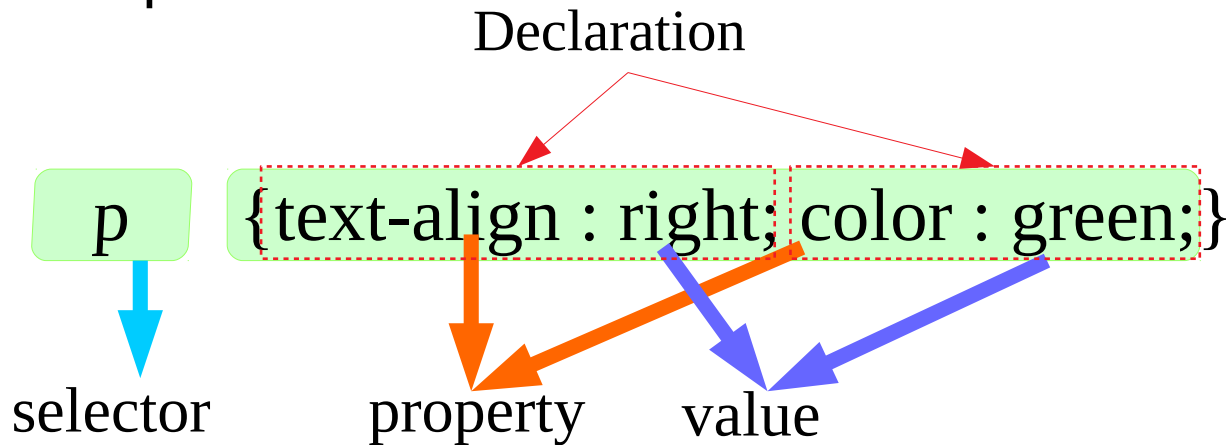 Declaration
p {text-align : right; color : green;}
selector property value